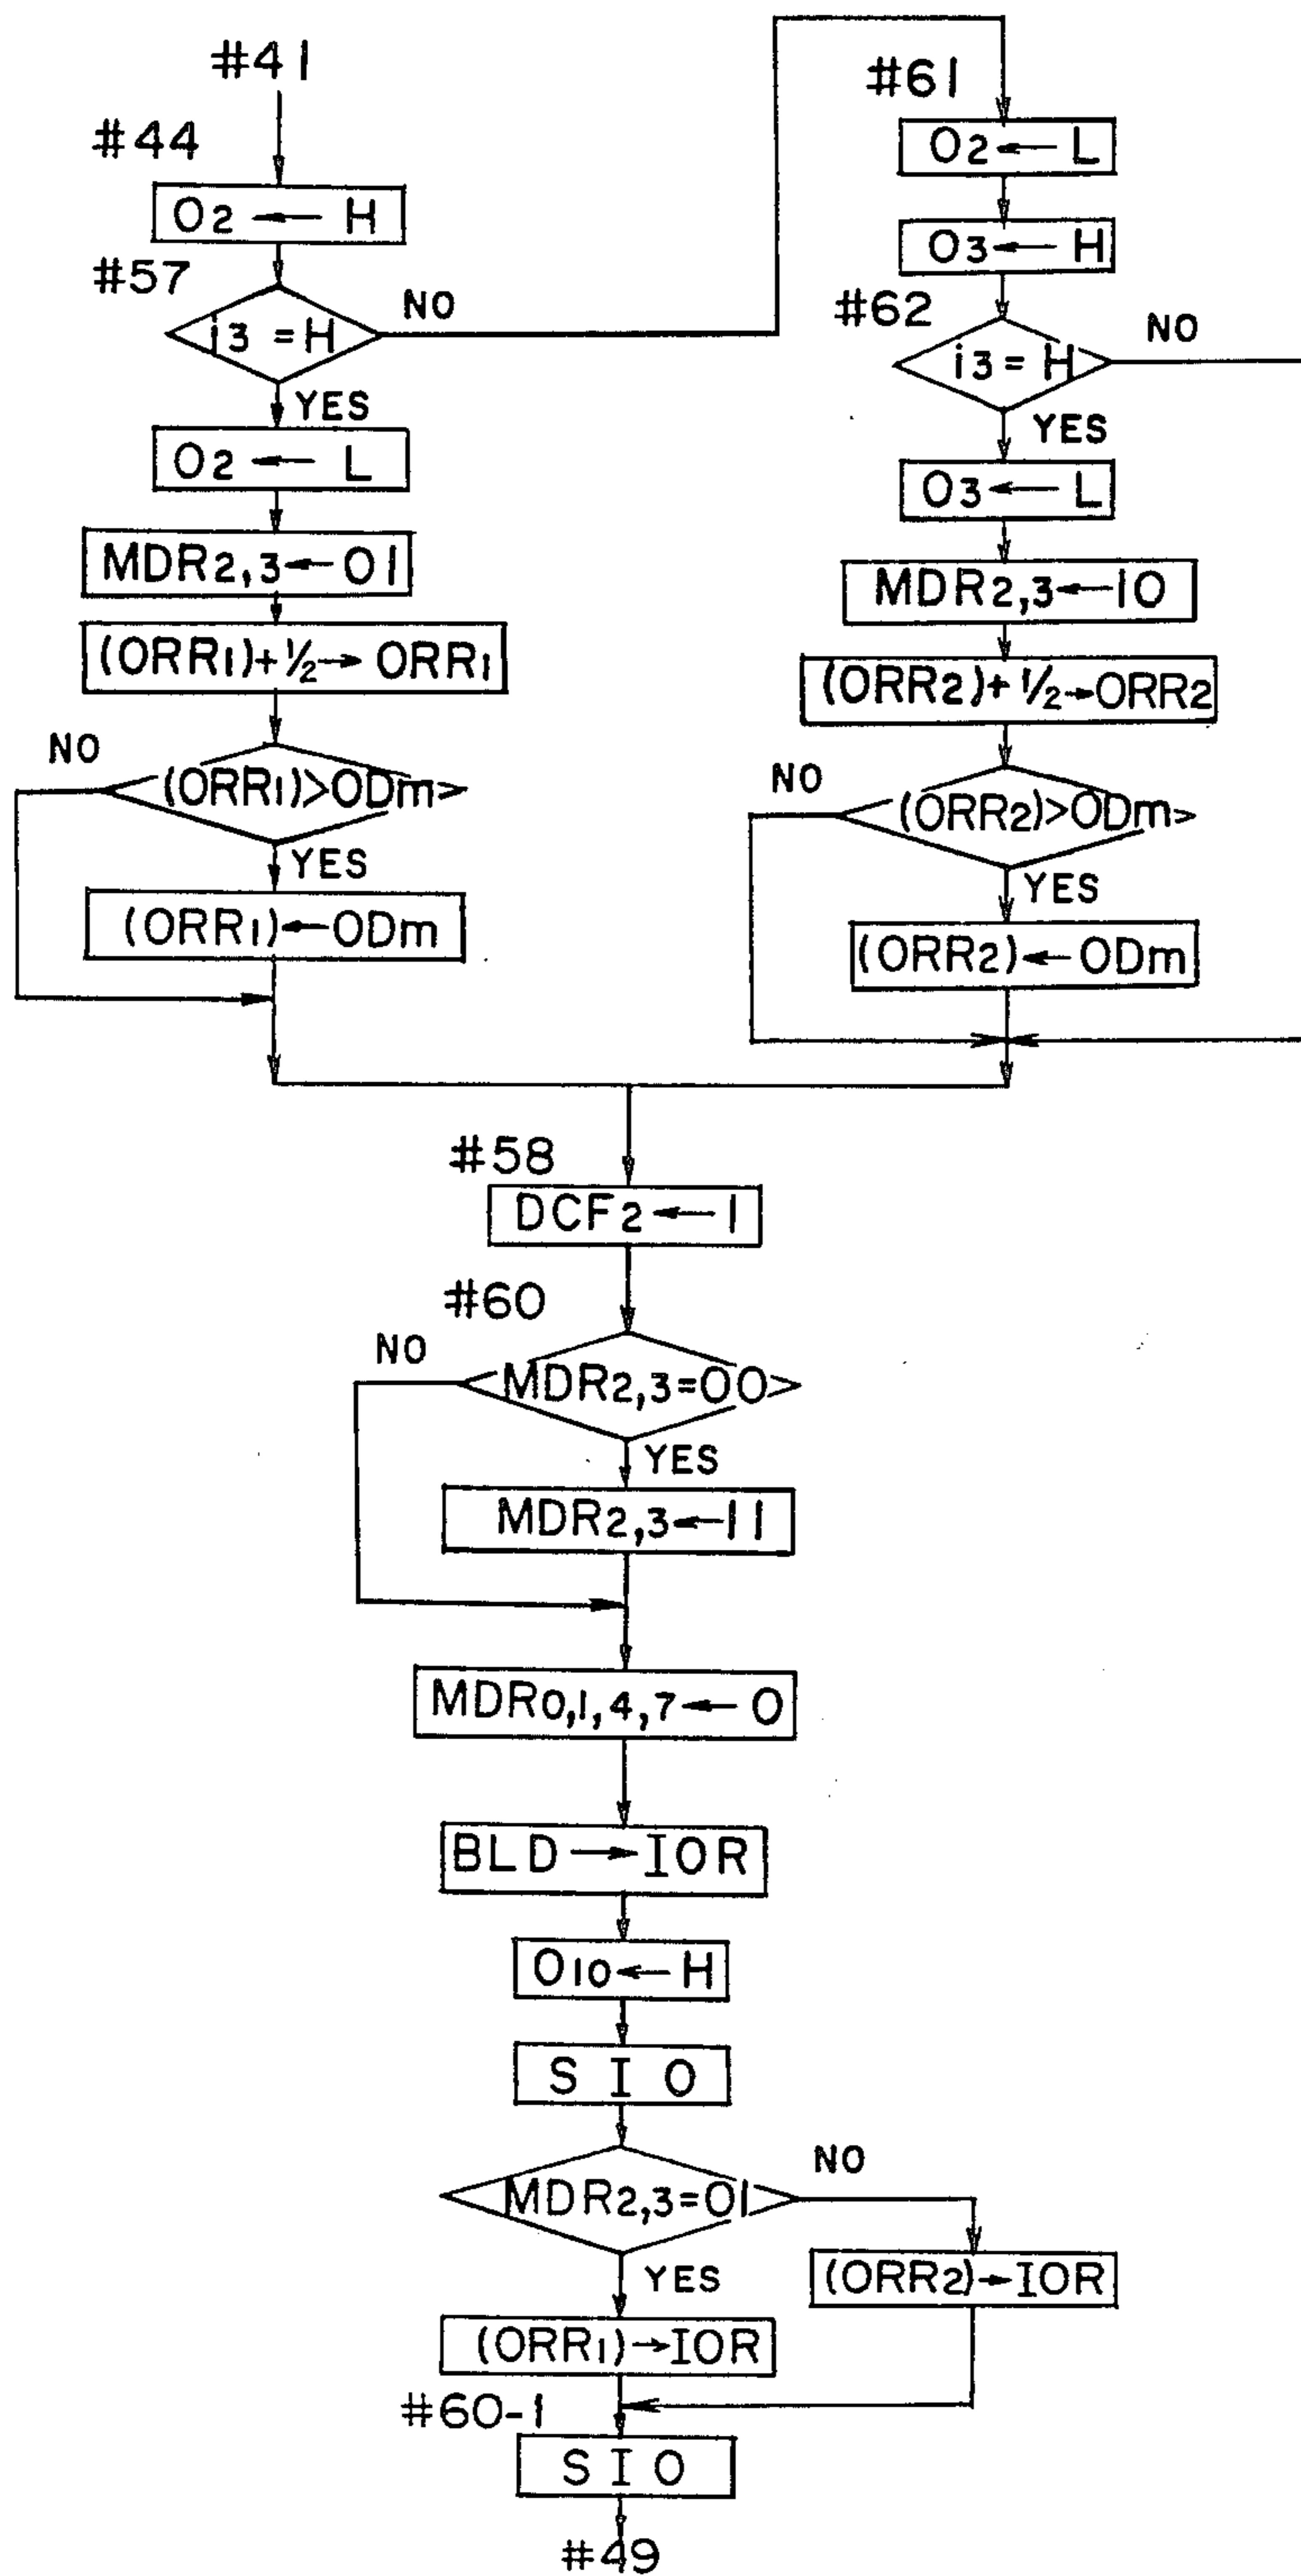 #41
#44
O2 ← H
#57
i3 = H
NO
YES
O2 ← L
MDR2,3 ← 01
(ORR1)+ ½ → ORR1
NO
(ORR1)>ODm
YES
(ORR1) ← ODm
#61
O2 ← L
O3 ← H
#62
i3 = H
NO
YES
O3 ← L
MDR2,3 ← 10
(ORR2)+ ½ → ORR2
NO
(ORR2)>ODm
YES
(ORR2) ← ODm
#58
DCF2 ← 1
#60
NO
MDR2,3=00
YES
MDR2,3 ← 11
MDR0,1,4,7 ← 0
BLD → IOR
O10 ← H
S I O
MDR2,3=01
NO
YES
(ORR2) → IOR
(ORR1) → IOR
#60-1
S I O
#49